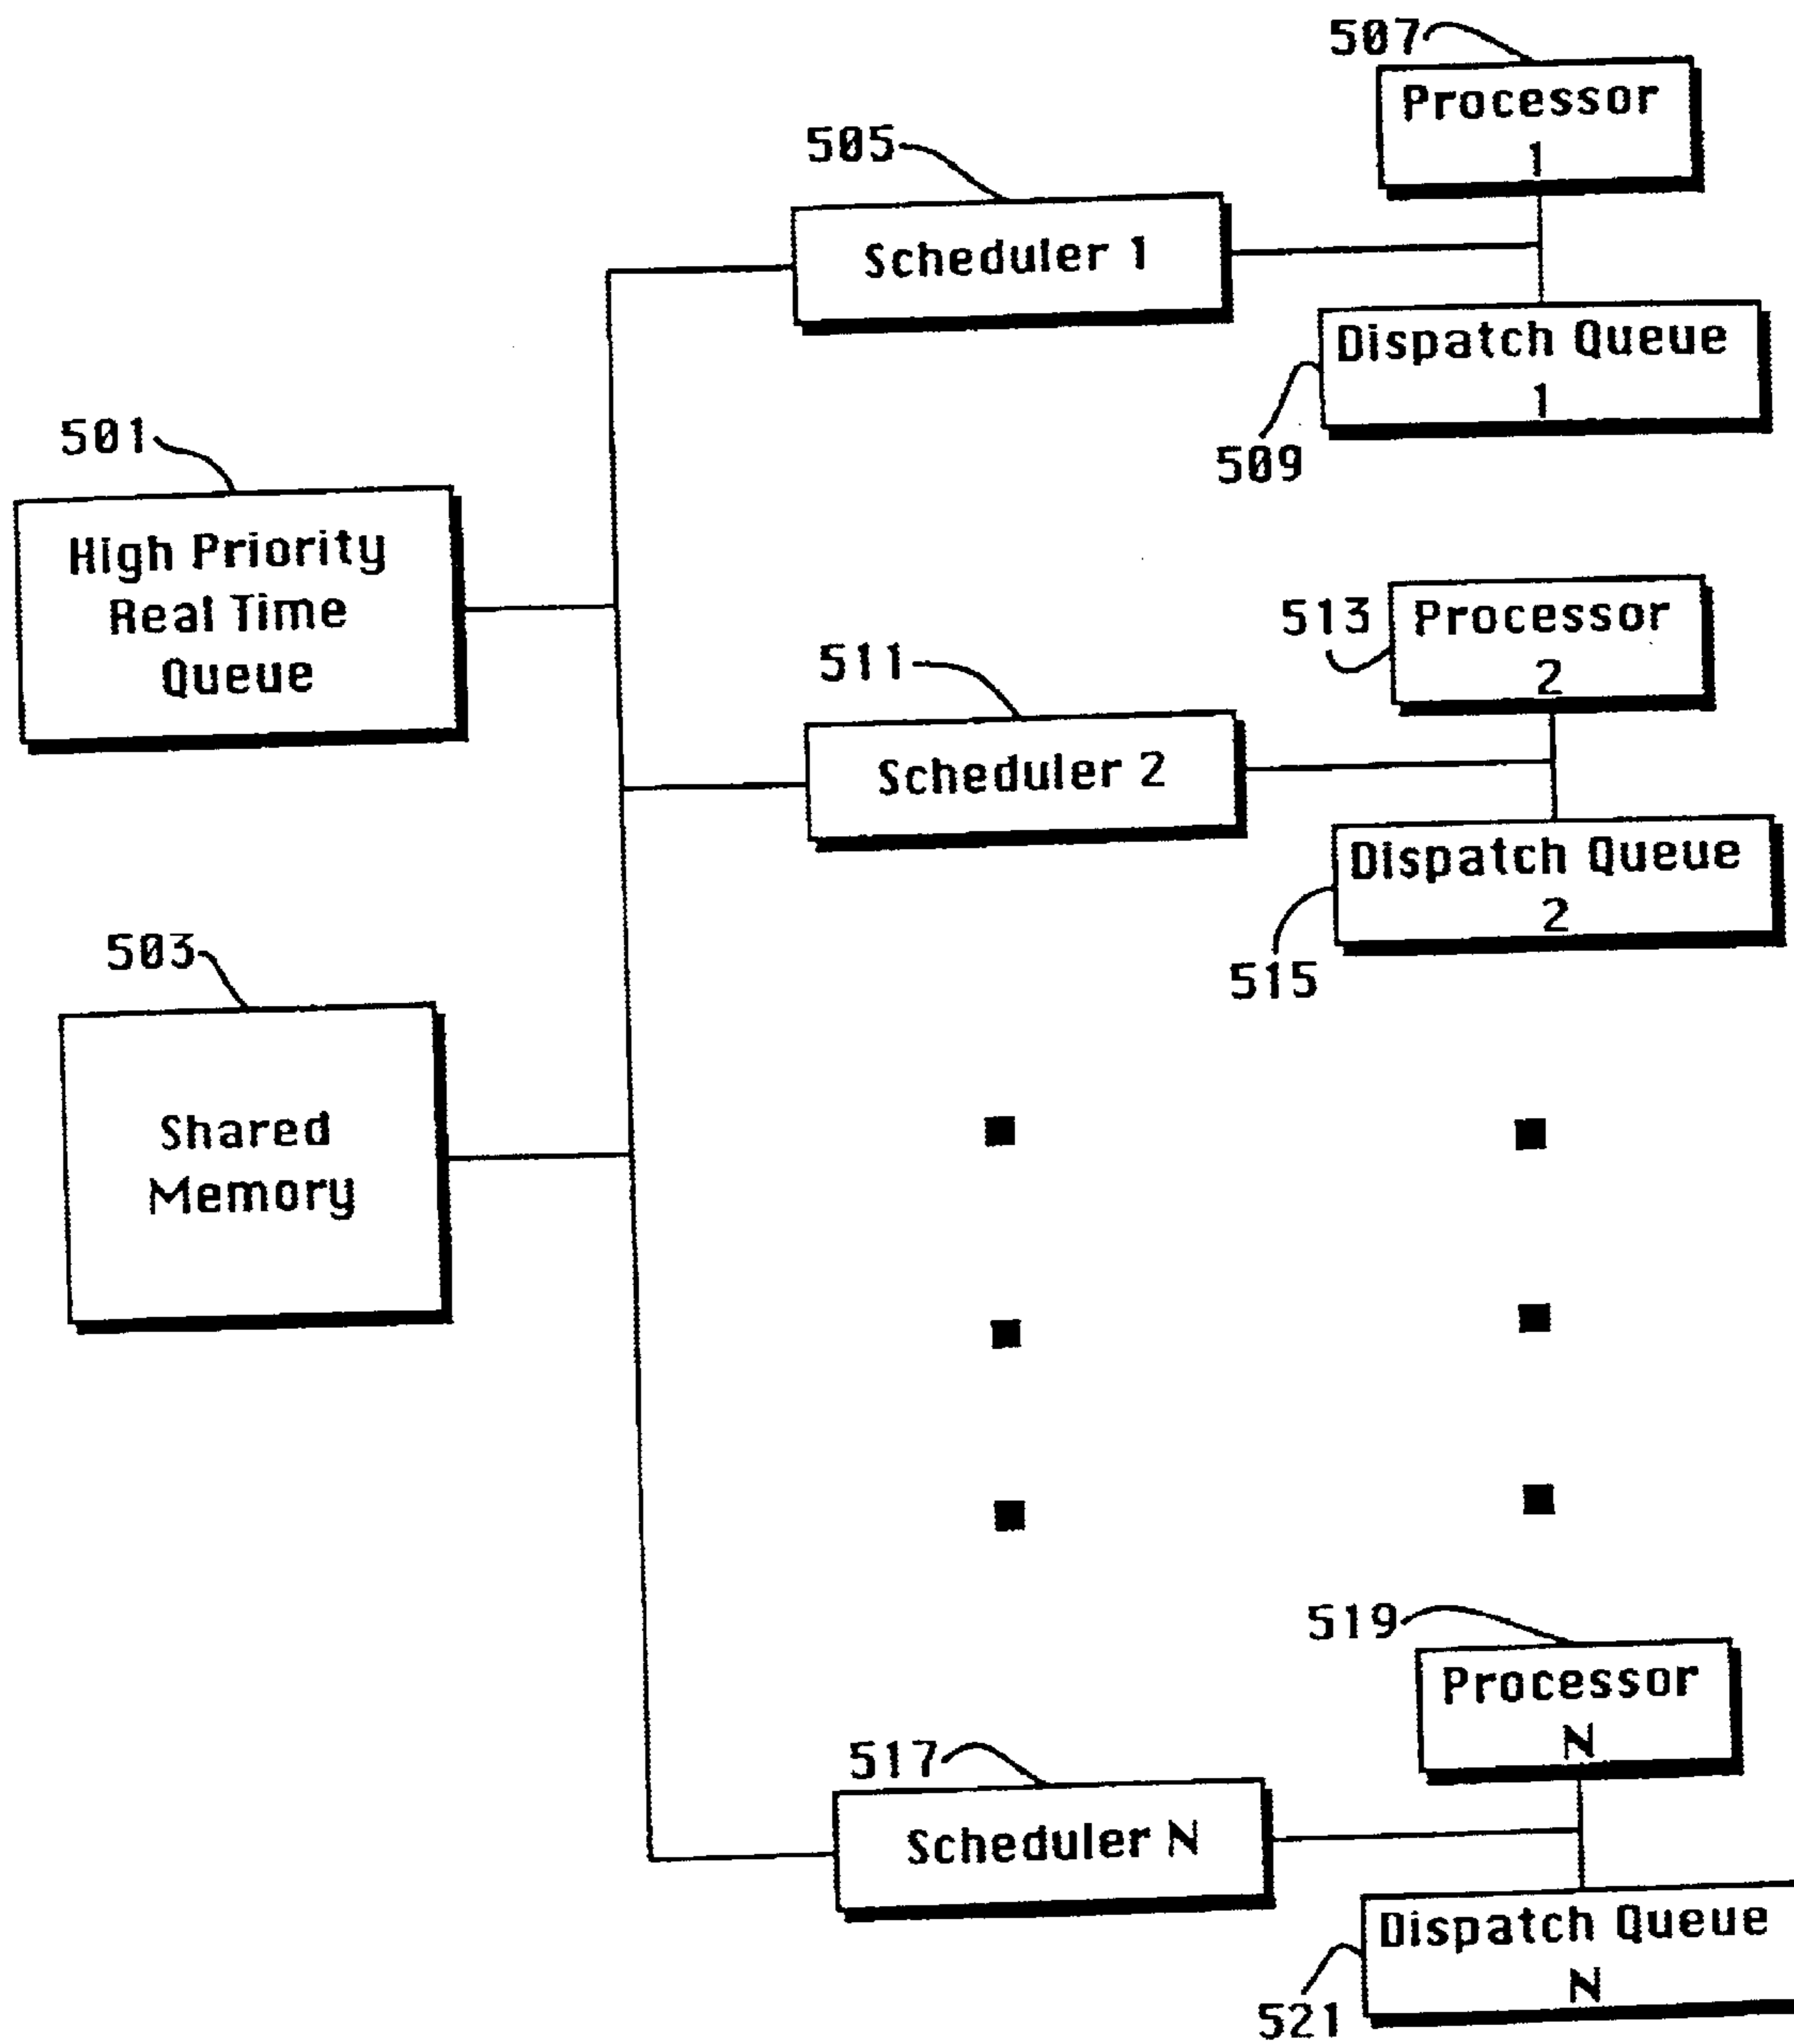 507
Processor
1
505
Scheduler 1
Dispatch Queue
1
509
501
High Priority
Real Time
Queue
513
Processor
2
511
Scheduler 2
Dispatch Queue
2
515
503
Shared
Memory
519
Processor
N
517
Scheduler N
Dispatch Queue
N
521